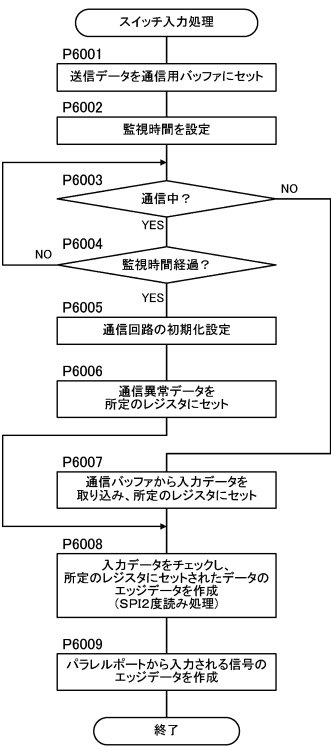 スイッチ入力処理
P6001
送信データを通信用バッファにセット
P6002
監視時間を設定
P6003
通信中？
NO
YES
P6004
監視時間経過？
NO
YES
P6005
通信回路の初期化設定
P6006
通信異常データを
所定のレジスタにセット
P6007
通信バッファから入力データを
取り込み、所定のレジスタにセット
P6008
入力データをチェックし、
所定のレジスタにセットされたデータの
エッジデータを作成
（SPI2度読み処理）
P6009
パラレルポートから入力される信号の
エッジデータを作成
終了